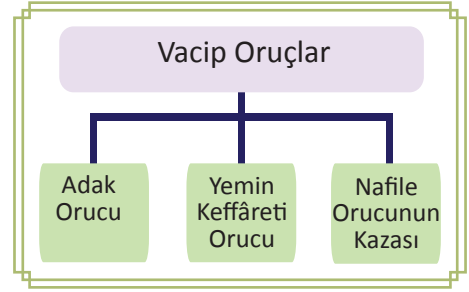 Vacip Oruçlar
Adak
Orucu
Yemin
Keffâreti
Orucu
Nafile
Orucunun
Kazası